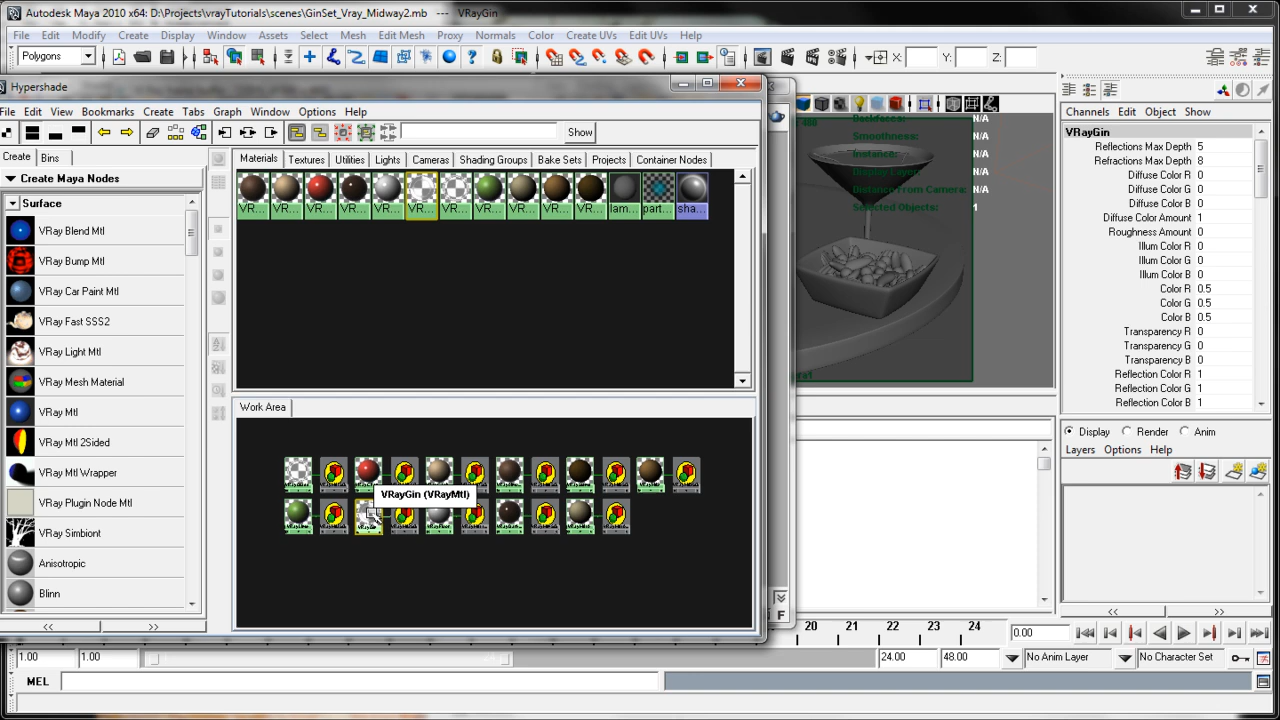 Autodesk Maya 2010 x64: D:\Projects\vrayTutorials\scenes\GinSet_Vray_Midway2.mb --- VRayGin
File Edit Modify Create Display Window Assets Select Mesh Edit Mesh Proxy Normals Color Create UVs Edit UVs Help
Polygons X: Y: Z:
Hypershade
File Edit View Bookmarks Create Tabs Graph Window Options Help
Show
Create Bins
Materials Textures Utilities Lights Cameras Shading Groups Bake Sets Projects Container Nodes
Create Maya Nodes
VR... VR... VR... VR... VR... VR... VR... VR... VR... VR... VR... lam... part... sha...
Surface
VRay Blend Mtl
VRay Bump Mtl
VRay Car Paint Mtl
VRay Fast SSS2
VRay Light Mtl
VRay Mesh Material
VRay Mtl
VRay Mtl 2Sided
VRay Mtl Wrapper
VRay Plugin Node Mtl
VRay Simbiont
Anisotropic
Blinn
Work Area
VRayGin (VRayMtl)
Backfaces: N/A
Smoothness: N/A
Instance: N/A
Display Layer: N/A
Distance From Camera: N/A
Selected Objects: 1
Channels Edit Object Show
VRayGin
Reflections Max Depth 5
Refractions Max Depth 8
Diffuse Color R 0
Diffuse Color G 0
Diffuse Color B 0
Diffuse Color Amount 1
Roughness Amount 0
Illum Color R 0
Illum Color G 0
Illum Color B 0
Color R 0.5
Color G 0.5
Color B 0.5
Transparency R 0
Transparency G 0
Transparency B 0
Reflection Color R 1
Reflection Color G 1
Reflection Color B 1
Display Render Anim
Layers Options Help
F
20 21 22 23 24 0.00
1.00 1.00 24.00 48.00 No Anim Layer No Character Set
MEL